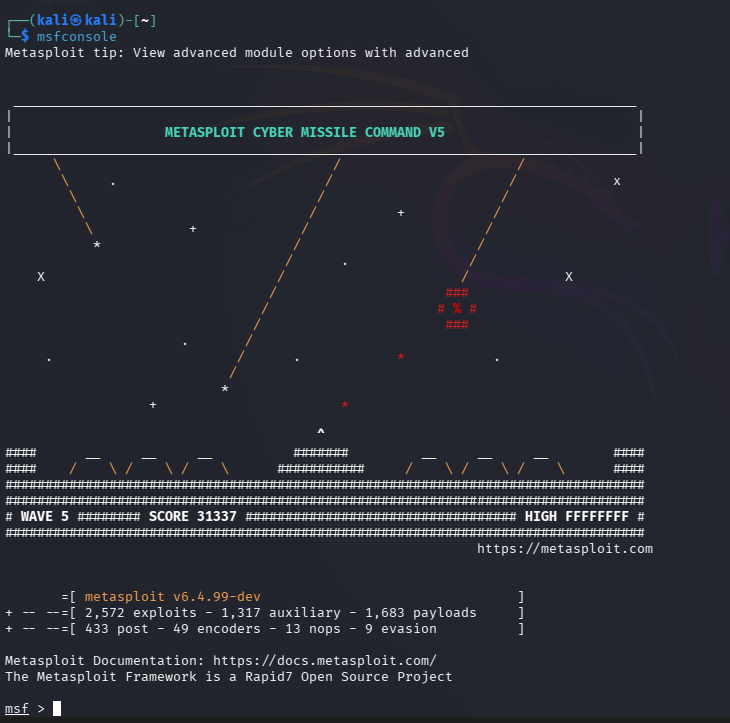 ┌──(kali㉿kali)-[~]
└─$ msfconsole
Metasploit tip: View advanced module options with advanced
METASPLOIT CYBER MISSILE COMMAND V5
\ / /
\ . / / x
\ / /
\ / + /
\ + / /
* / /
/ . /
X / / X
/ ###
/ # % #
/ ###
. /
. / . * .
/
*
+ *
^
#### __ __ __ ####### __ __ __ ####
#### / \ / \ / \ / \ ########### / \ / \ / \ / \ ####
################################################################################
################################################################################
# WAVE 5 ######## SCORE 31337 ################################## HIGH FFFFFFFF #
################################################################################
https://metasploit.com
=[ metasploit v6.4.99-dev ]
+ -- --=[ 2,572 exploits - 1,317 auxiliary - 1,683 payloads ]
+ -- --=[ 433 post - 49 encoders - 13 nops - 9 evasion ]
Metasploit Documentation: https://docs.metasploit.com/
The Metasploit Framework is a Rapid7 Open Source Project
msf >